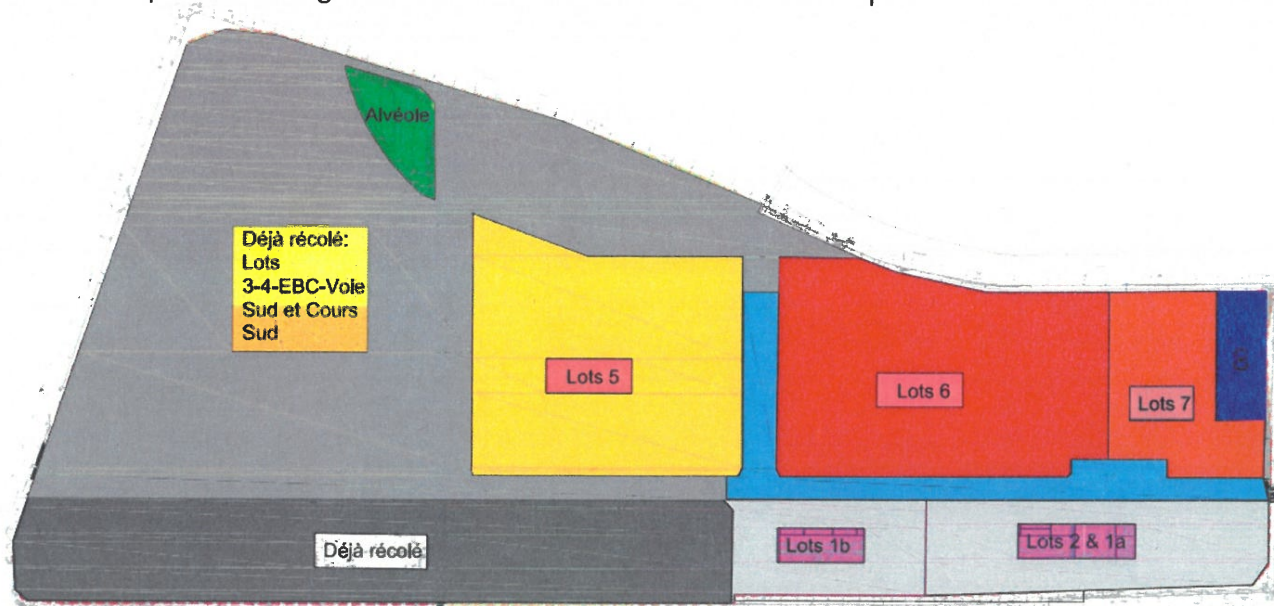 Alvéole
Déjà récolé:
Lots
3-4-EBC-Voie
Sud et Cours
Sud
Lots 5
Lots 6
Lots 7
Déjà récolé
Lots 1b
Lots 2 & 1a